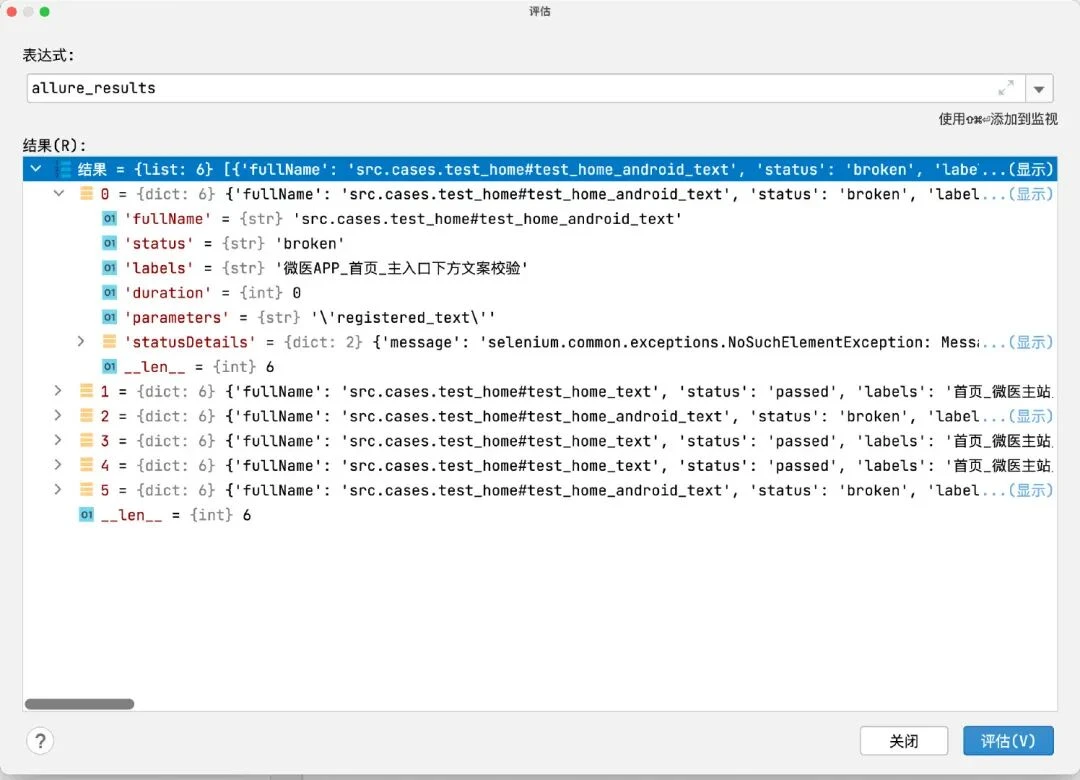 评估
表达式:
allure_results
使用⇧⌘⏎添加到监视
结果(R):
结果 = {list: 6} [{'fullName': 'src.cases.test_home#test_home_android_text', 'status': 'broken', 'labe...(显示)
0 = {dict: 6} {'fullName': 'src.cases.test_home#test_home_android_text', 'status': 'broken', 'label...(显示)
01 'fullName' = {str} 'src.cases.test_home#test_home_android_text'
01 'status' = {str} 'broken'
01 'labels' = {str} '微医APP_首页_主入口下方文案校验'
01 'duration' = {int} 0
01 'parameters' = {str} '\'registered_text\''
'statusDetails' = {dict: 2} {'message': 'selenium.common.exceptions.NoSuchElementException: Messa...(显示)
01 __len__ = {int} 6
1 = {dict: 6} {'fullName': 'src.cases.test_home#test_home_text', 'status': 'passed', 'labels': '首页_微医主站
2 = {dict: 6} {'fullName': 'src.cases.test_home#test_home_android_text', 'status': 'broken', 'label...(显示)
3 = {dict: 6} {'fullName': 'src.cases.test_home#test_home_text', 'status': 'passed', 'labels': '首页_微医主站
4 = {dict: 6} {'fullName': 'src.cases.test_home#test_home_text', 'status': 'passed', 'labels': '首页_微医主站
5 = {dict: 6} {'fullName': 'src.cases.test_home#test_home_android_text', 'status': 'broken', 'label...(显示)
01 __len__ = {int} 6
?
关闭
评估(V)